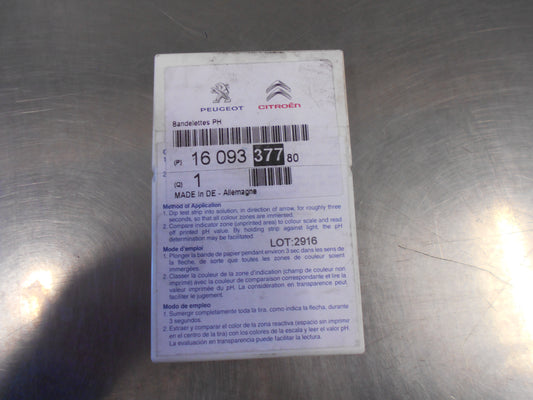 PEUGEOT
CITROËN
Bandelettes PH
(P) 16 093 377 80
(Q) 1
MADE In DE - Allemagne
Method of Application
1. Dip test strip into solution, in direction of arrow, for roughly three
seconds, so that all colour zones are immersed.
2. Compare indicator zone (unprinted area) to colour scale and read
off printed pH value. By holding strip against light, the pH
determination may be facilitated.
LOT:2916
Mode d'emploi
1. Plonger la bande de papier pendant environ 3 sec dans les sens de
la fleche, de sorte que toutes les zones de couleur soient
immergées.
2. Classer la couleur de la zone d'indication (champ de couleur non
imprimé) avec la couleur de comparaison correspondante et lire la
valeur imprimée du pH. La considération en transparence peut
faciliter le jugement.
Modo de empleo
1. Sumergir completamente toda la tira, como indica la flecha, durante
3 segundos.
2. Extraer y comparar el color de la zona reactiva (espacio sin imprimir
en el centro de la tira) con los colores de la escala y leer el valor pH.
La evaluación en transparencia puede facilitar la lectura.